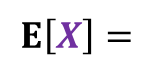 E[X] =